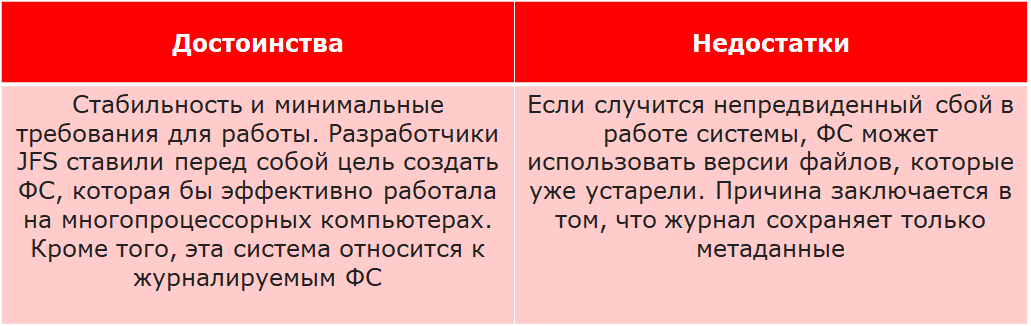 Достоинства
Недостатки
Стабильность и минимальные
требования для работы. Разработчики
JFS ставили перед собой цель создать
ФС, которая бы эффективно работала
на многопроцессорных компьютерах.
Кроме того, эта система относится к
журналируемым ФС
Если случится непредвиденный сбой в
работе системы, ФС может
использовать версии файлов, которые
уже устарели. Причина заключается в
том, что журнал сохраняет только
метаданные